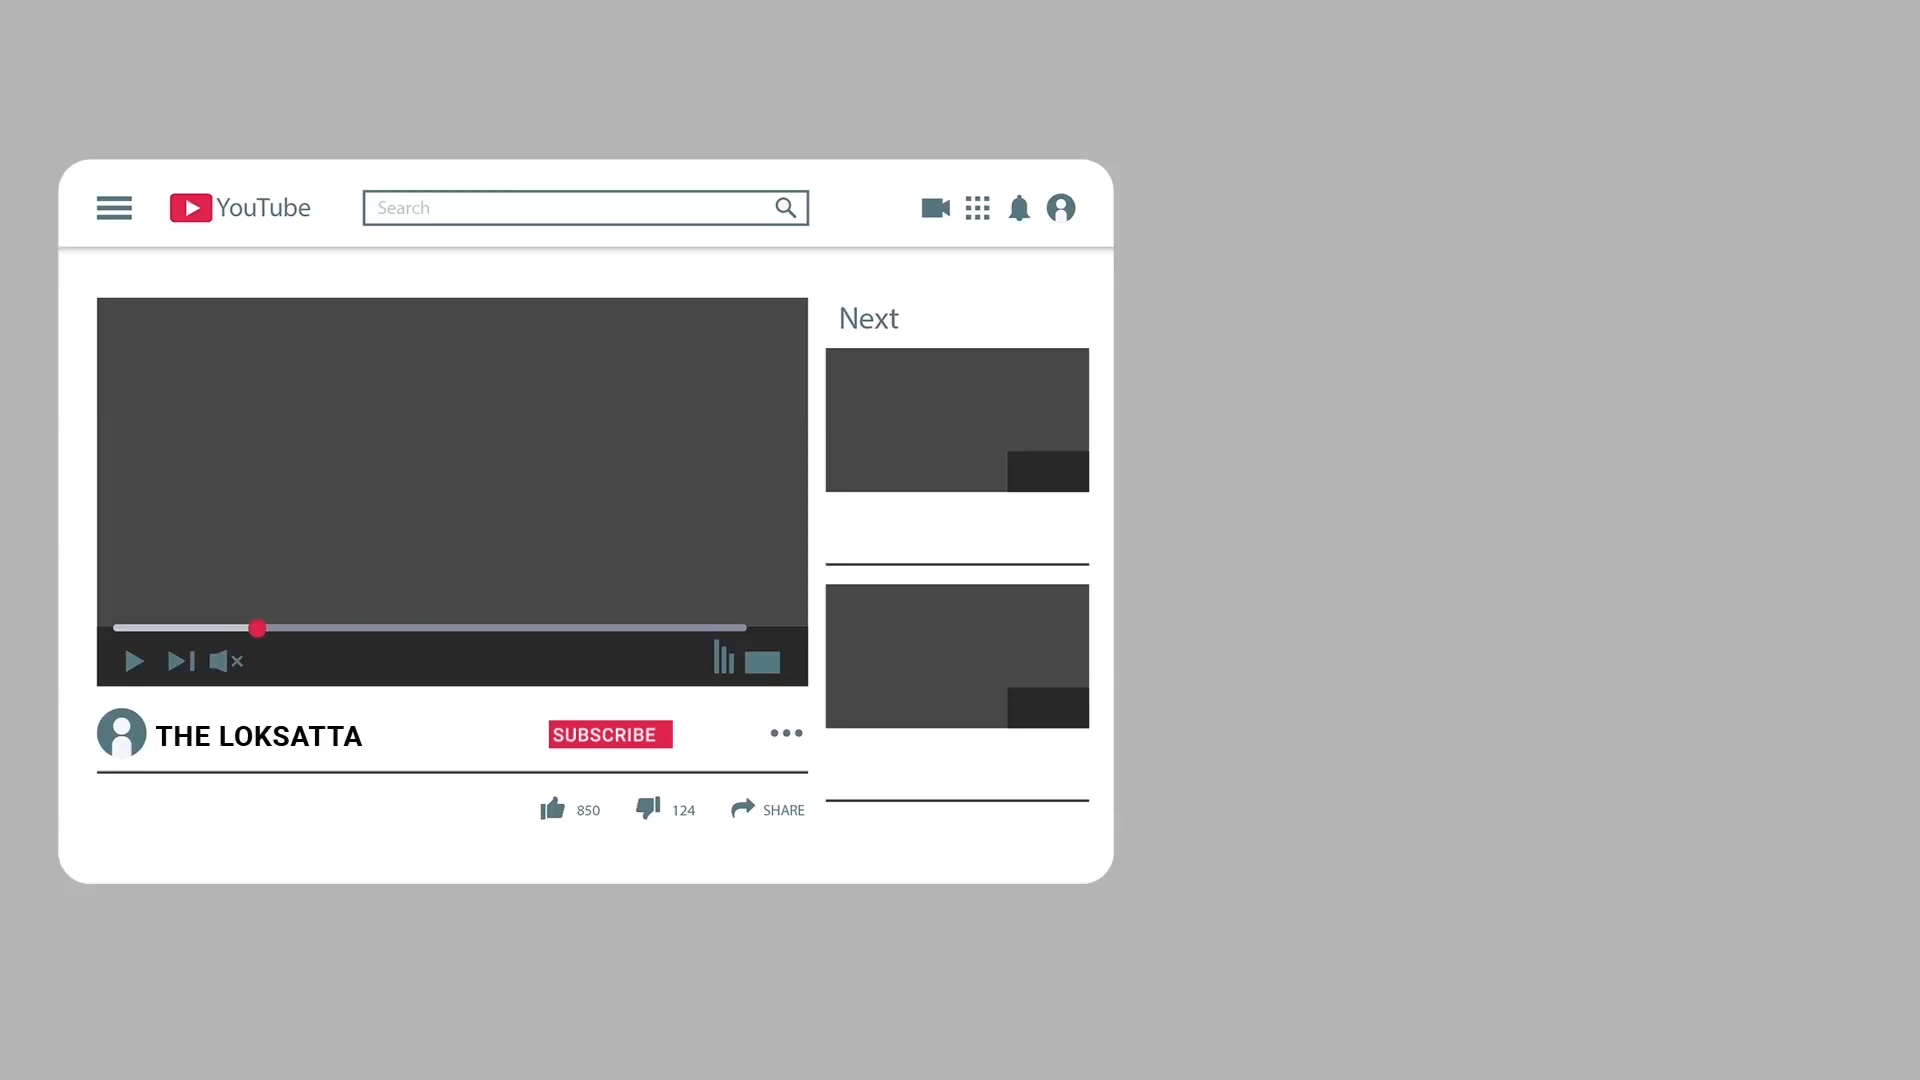 YouTube
Search
Next
THE LOKSATTA
SUBSCRIBE
850
124
SHARE